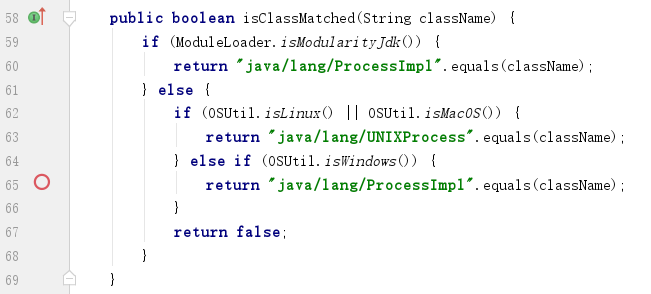 58 public boolean isClassMatched(String className) {
59 if (ModuleLoader.isModularityJdk()) {
60 return "java/lang/ProcessImpl".equals(className);
61 } else {
62 if (OSUtil.isLinux() || OSUtil.isMacOS()) {
63 return "java/lang/UNIXProcess".equals(className);
64 } else if (OSUtil.isWindows()) {
65 return "java/lang/ProcessImpl".equals(className);
66 }
67 return false;
68 }
69 }